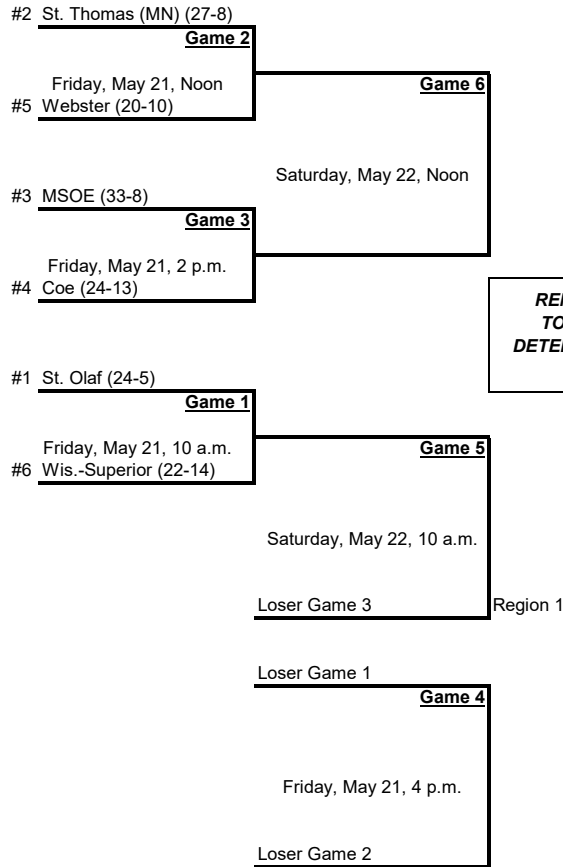 #2 St. Thomas (MN) (27-8)
Game 2
Friday, May 21, Noon
Game 6
#5 Webster (20-10)
Saturday, May 22, Noon
#3 MSOE (33-8)
Game 3
Friday, May 21, 2 p.m.
#4 Coe (24-13)
#1 St. Olaf (24-5)
Game 1
Friday, May 21, 10 a.m.
Game 5
#6 Wis.-Superior (22-14)
Saturday, May 22, 10 a.m.
Loser Game 3
Region 1
Loser Game 1
Game 4
Friday, May 21, 4 p.m.
Loser Game 2